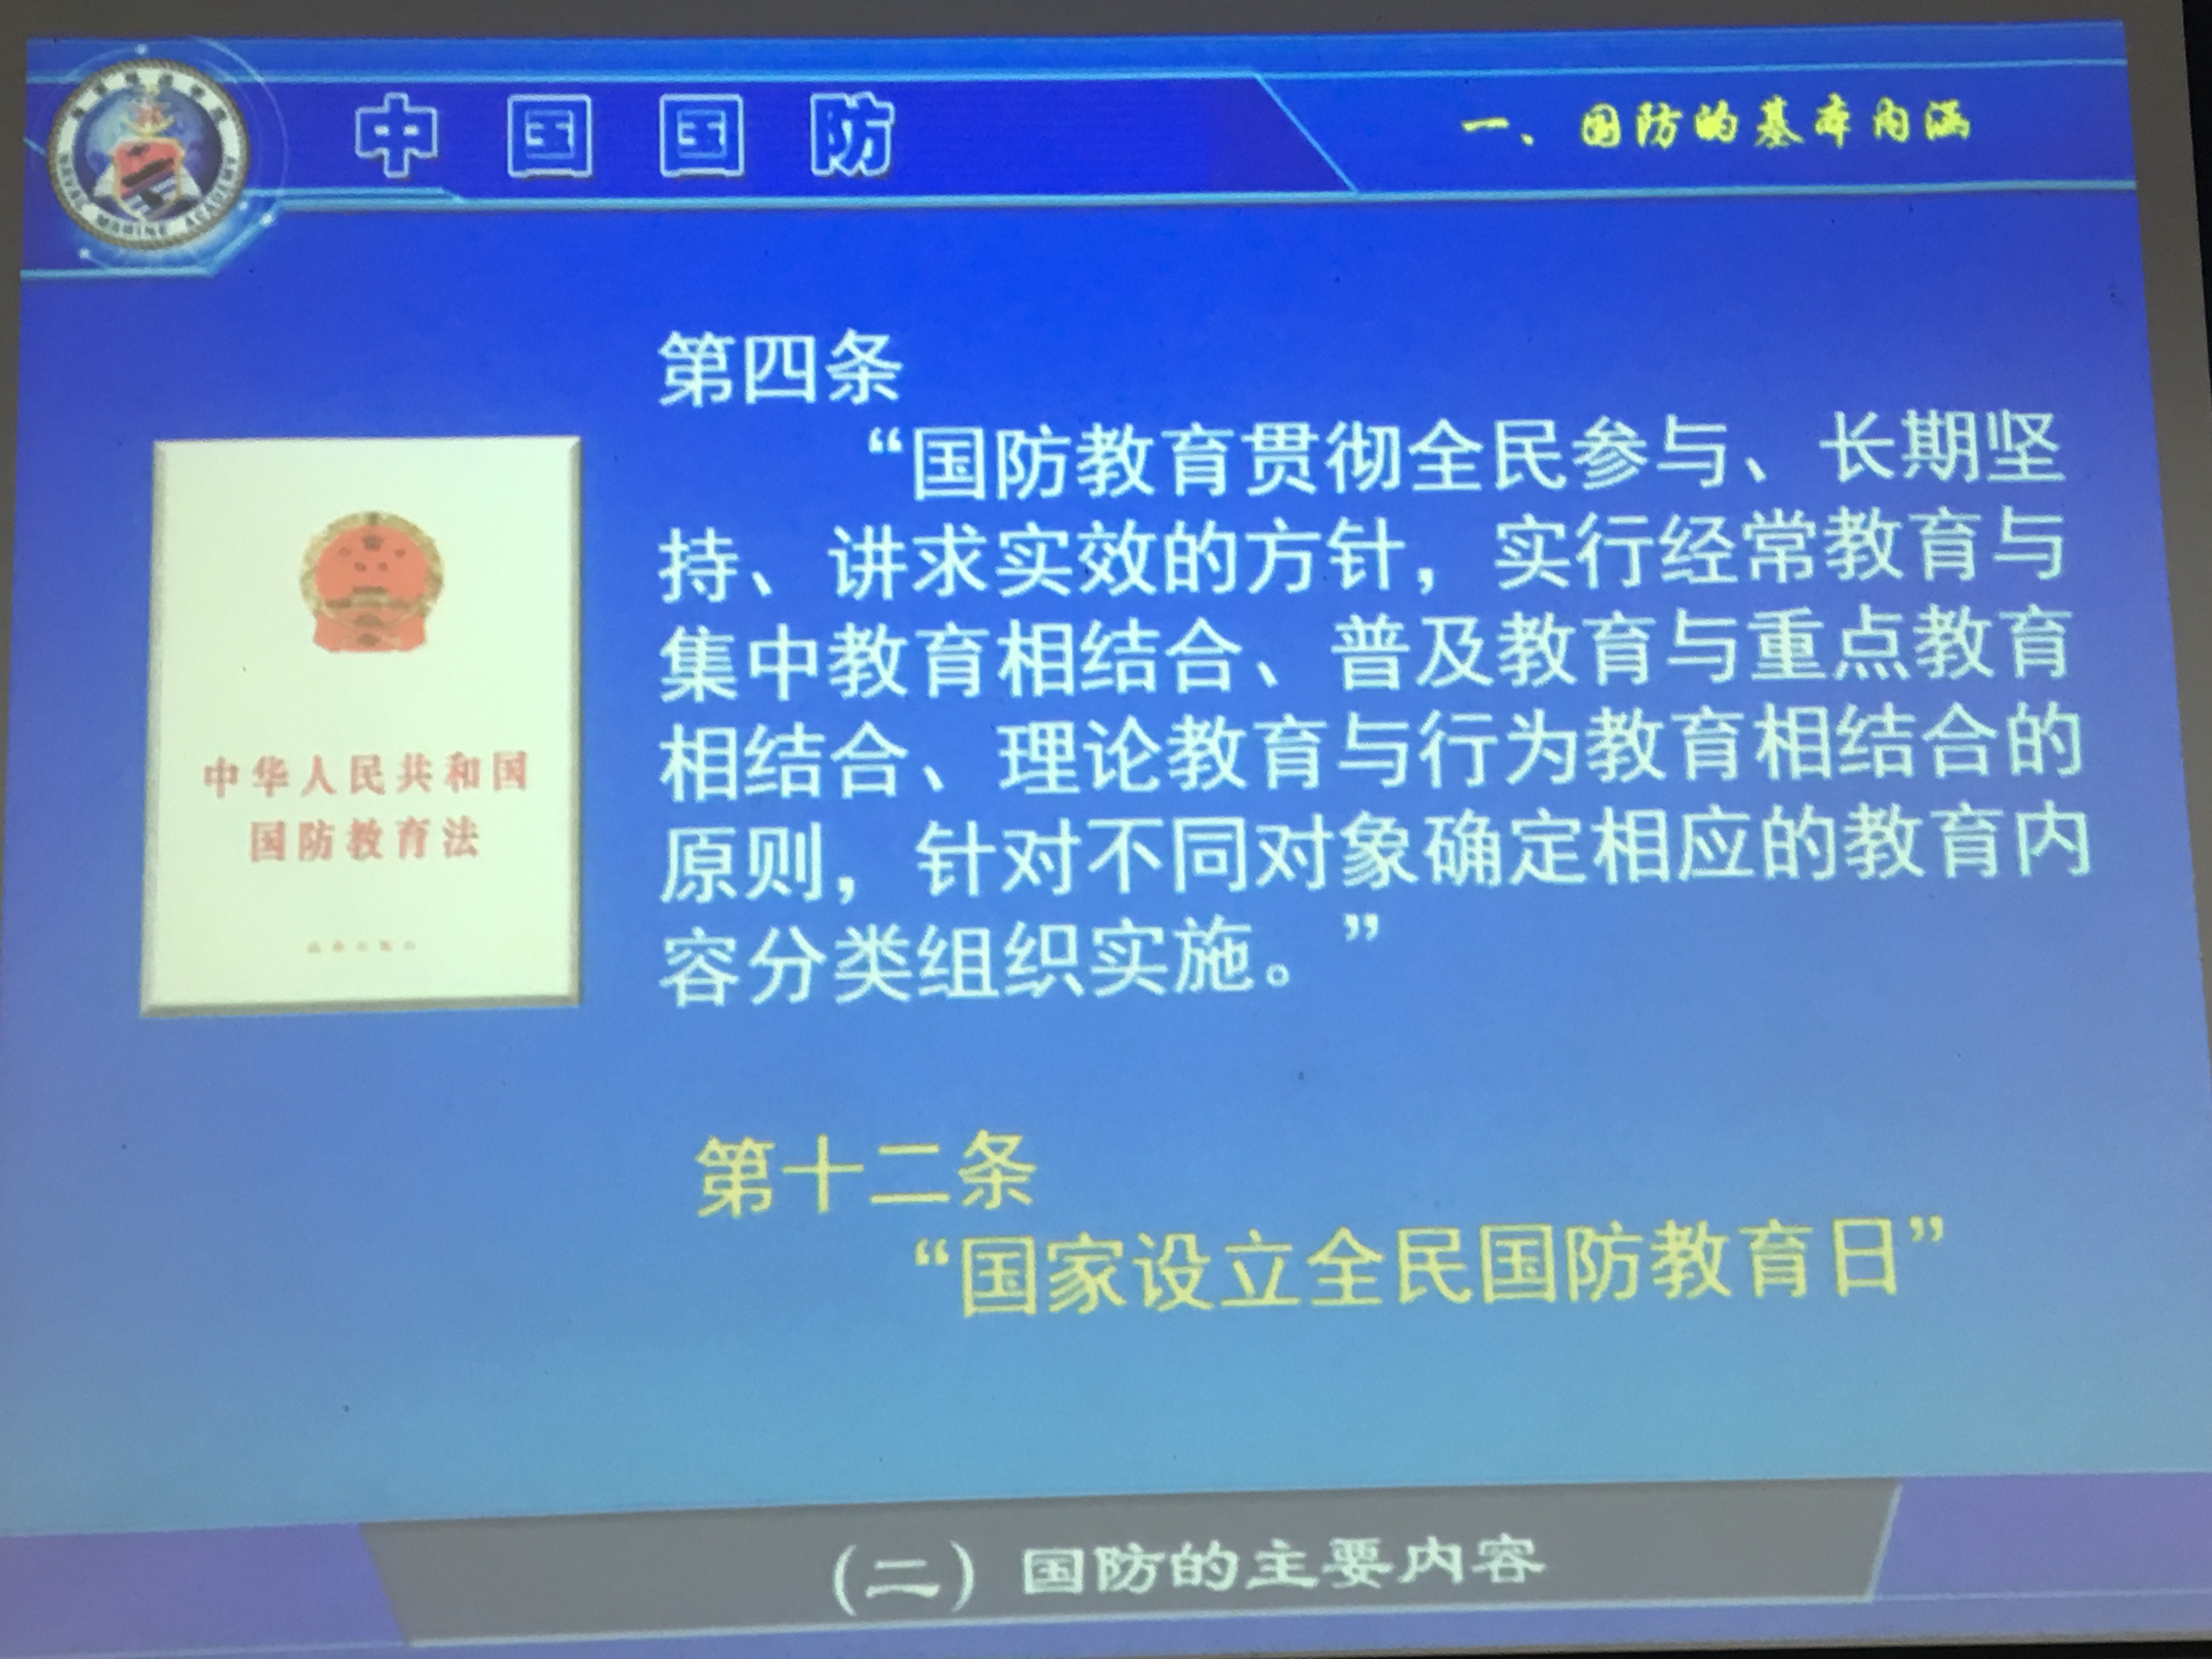 中国国防
一、国防的基本内涵
第四条
“国防教育贯彻全民参与、长期坚
持、讲求实效的方针，实行经常教育与
集中教育相结合、普及教育与重点教育
相结合、理论教育与行为教育相结合的
原则，针对不同对象确定相应的教育内
容分类组织实施。”
中华人民共和国
国防教育法
第十二条
“国家设立全民国防教育日”
（二）国防的主要内容